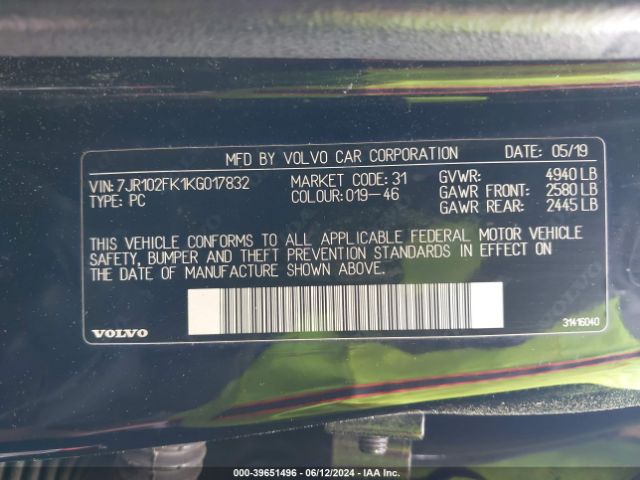 MFD BY VOLVO CAR CORPORATION DATE: 05/19
VIN: 7JR102FK1KG017832 MARKET CODE: 31 GVWR: 4940 LB
TYPE: PC COLOUR: 019-46 GAWR FRONT: 2580 LB
GAWR REAR: 2445 LB
THIS VEHICLE CONFORMS TO ALL APPLICABLE FEDERAL MOTOR VEHICLE
SAFETY, BUMPER AND THEFT PREVENTION STANDARDS IN EFFECT ON
THE DATE OF MANUFACTURE SHOWN ABOVE.
VOLVO 31416040
000-39651496 - 06/12/2024 - IAA Inc.